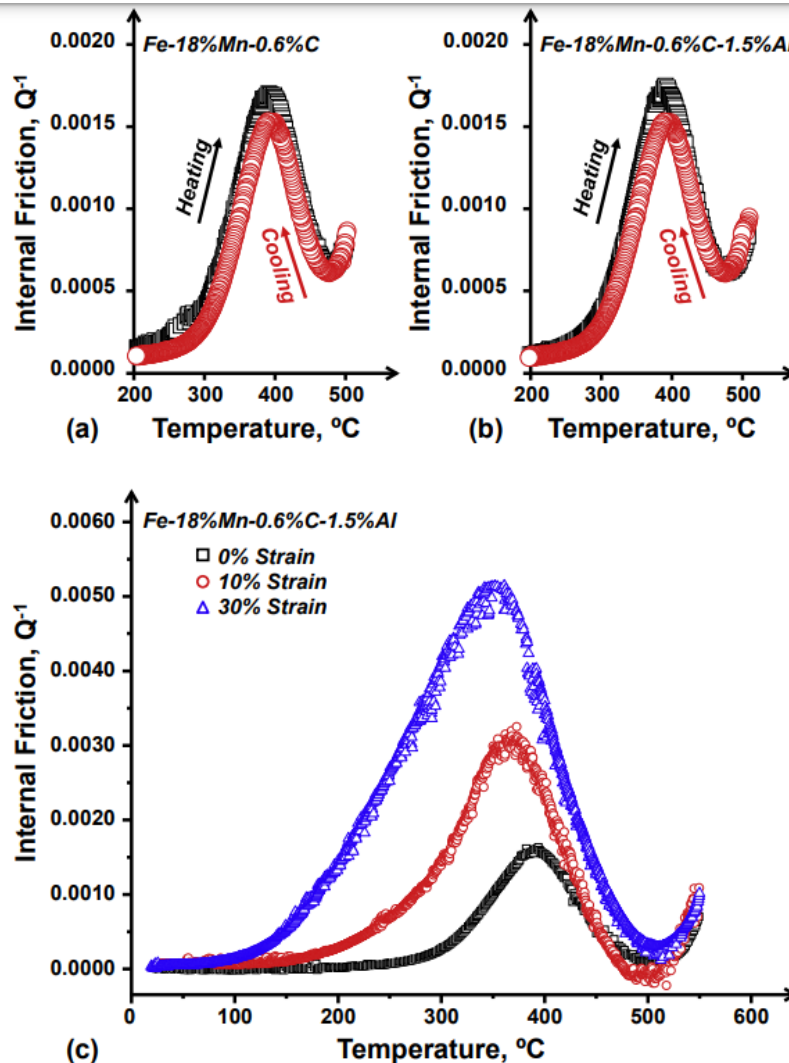 Fe-18%Mn-0.6%C
Internal Friction, Q⁻¹
0.0020
0.0015
0.0010
0.0005
0.0000
Heating
Cooling
200 300 400 500
(a) Temperature, ºC
Fe-18%Mn-0.6%C-1.5%Al
Internal Friction, Q⁻¹
0.0020
0.0015
0.0010
0.0005
0.0000
Heating
Cooling
200 300 400 500
(b) Temperature, ºC
Fe-18%Mn-0.6%C-1.5%Al
0% Strain
10% Strain
30% Strain
Internal Friction, Q⁻¹
0.0060
0.0050
0.0040
0.0030
0.0020
0.0010
0.0000
0 100 200 300 400 500 600
(c) Temperature, ºC